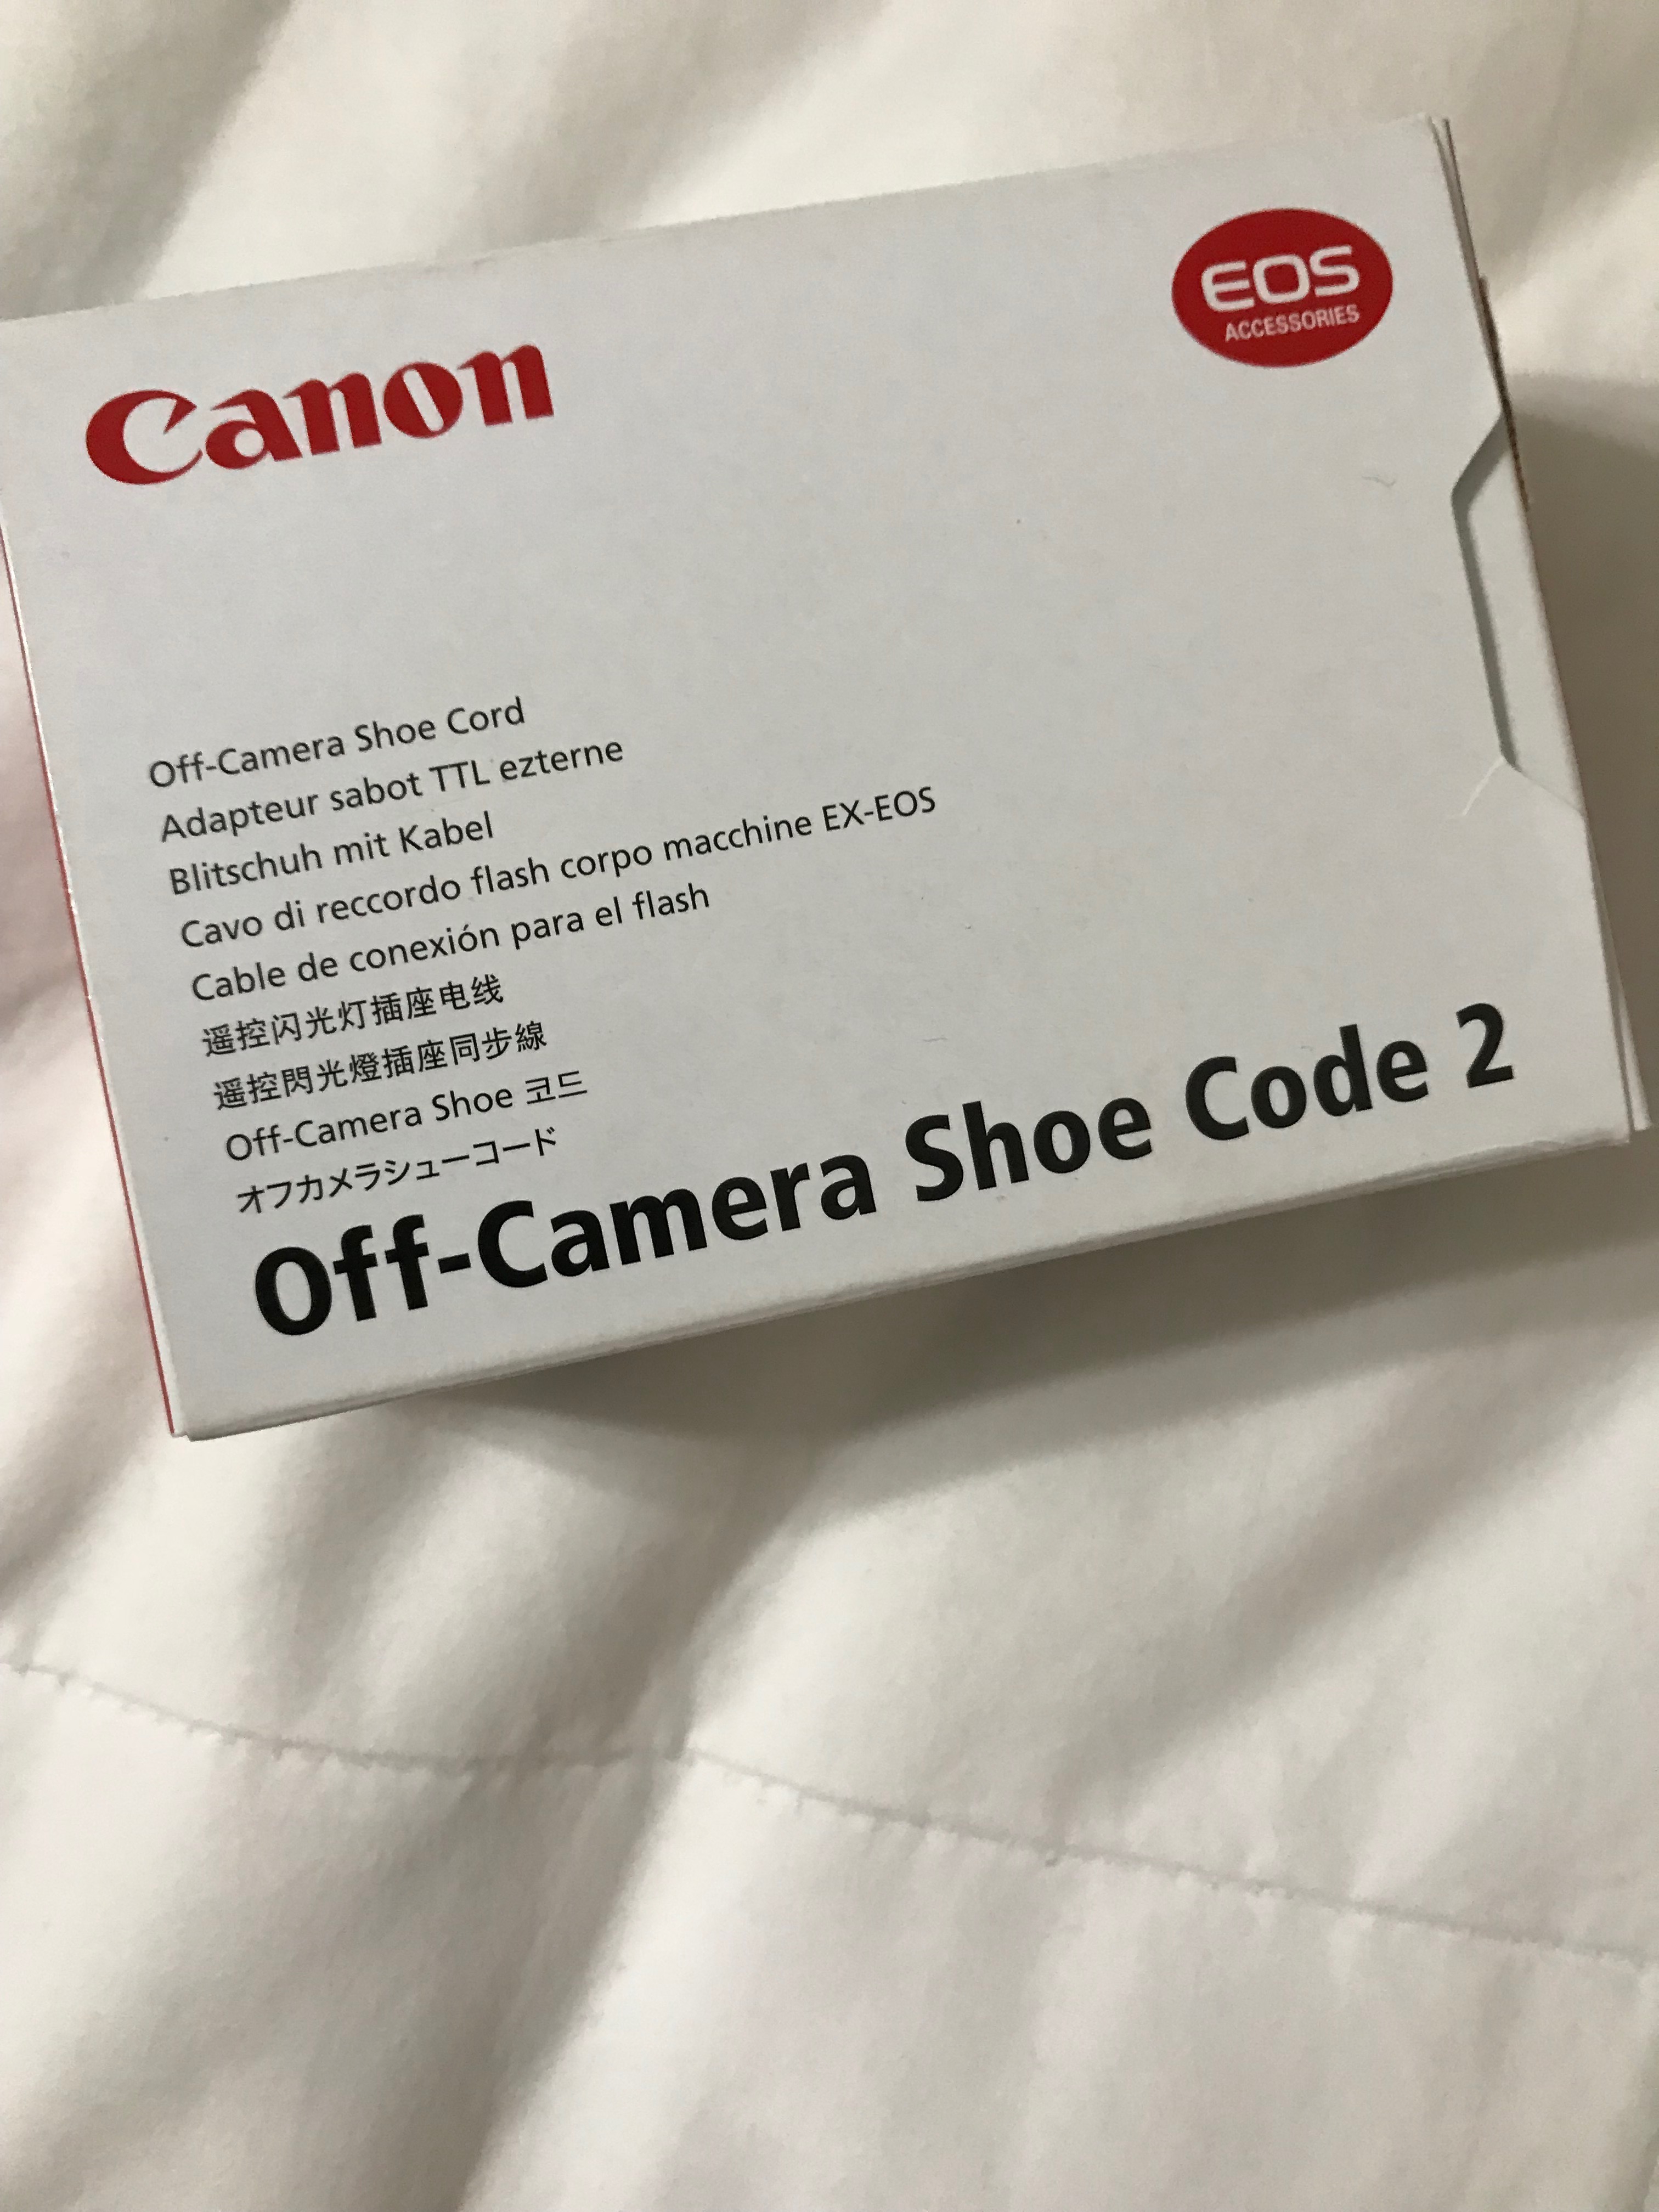 Canon
EOS
ACCESSORIES
Off-Camera Shoe Cord
Adapteur sabot TTL ezterne
Blitschuh mit Kabel
Cavo di reccordo flash corpo macchine EX-EOS
Cable de conexión para el flash
遥控闪光灯插座电线
遥控閃光燈插座同步線
Off-Camera Shoe 코드
オフカメラシューコード
Off-Camera Shoe Code 2